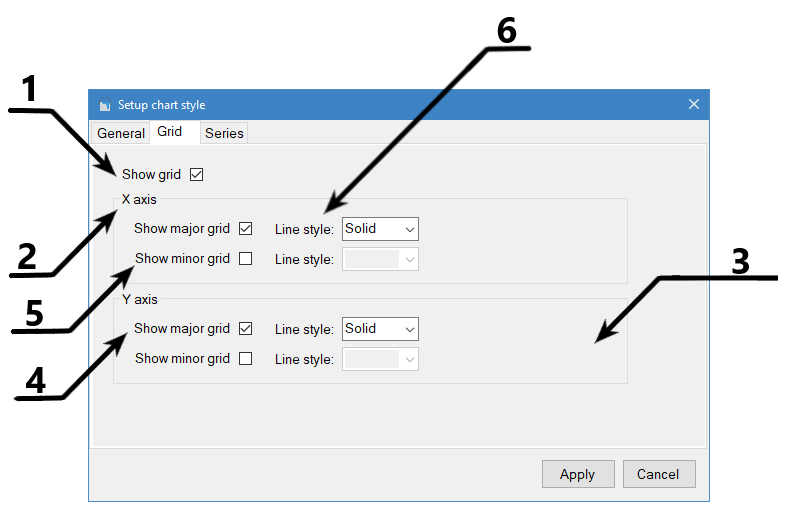 6
1
Setup chart style
General Grid Series
Show grid
X axis
Show major grid Line style: Solid
2
Show minor grid Line style:
3
5
Y axis
Show major grid Line style: Solid
Show minor grid Line style:
4
Apply Cancel